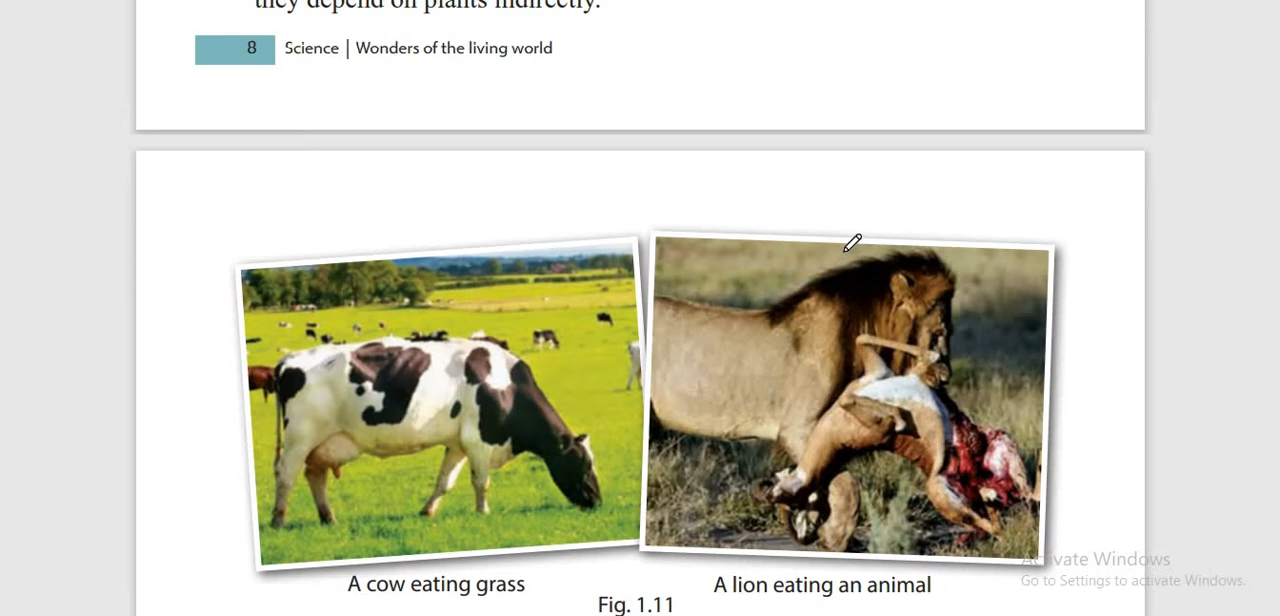 they depend on plants indirectly.
8 Science | Wonders of the living world
A cow eating grass
A lion eating an animal
Fig. 1.11
Activate Windows
Go to Settings to activate Windows.